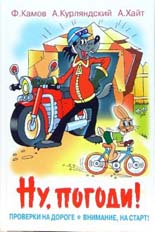 Ф.Камов А.Курляндский А.Хайт
Ну, погоди!
ПРОВЕРКИ НА ДОРОГЕ • ВНИМАНИЕ, НА СТАРТ!